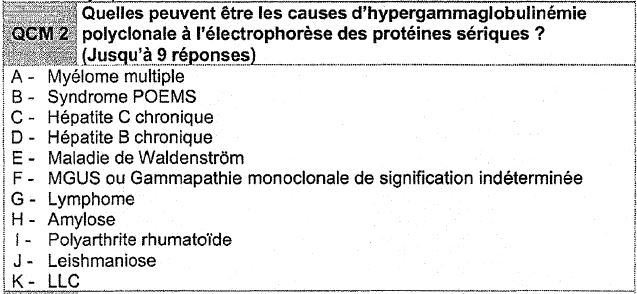 QCM 2
Quelles peuvent être les causes d'hypergammaglobulinémie
polyclonale à l'électrophorèse des protéines sériques ?
(Jusqu'à 9 réponses)
A - Myélome multiple
B - Syndrome POEMS
C - Hépatite C chronique
D - Hépatite B chronique
E - Maladie de Waldenström
F - MGUS ou Gammapathie monoclonale de signification indéterminée
G - Lymphome
H - Amylose
I - Polyarthrite rhumatoïde
J - Leishmaniose
K - LLC